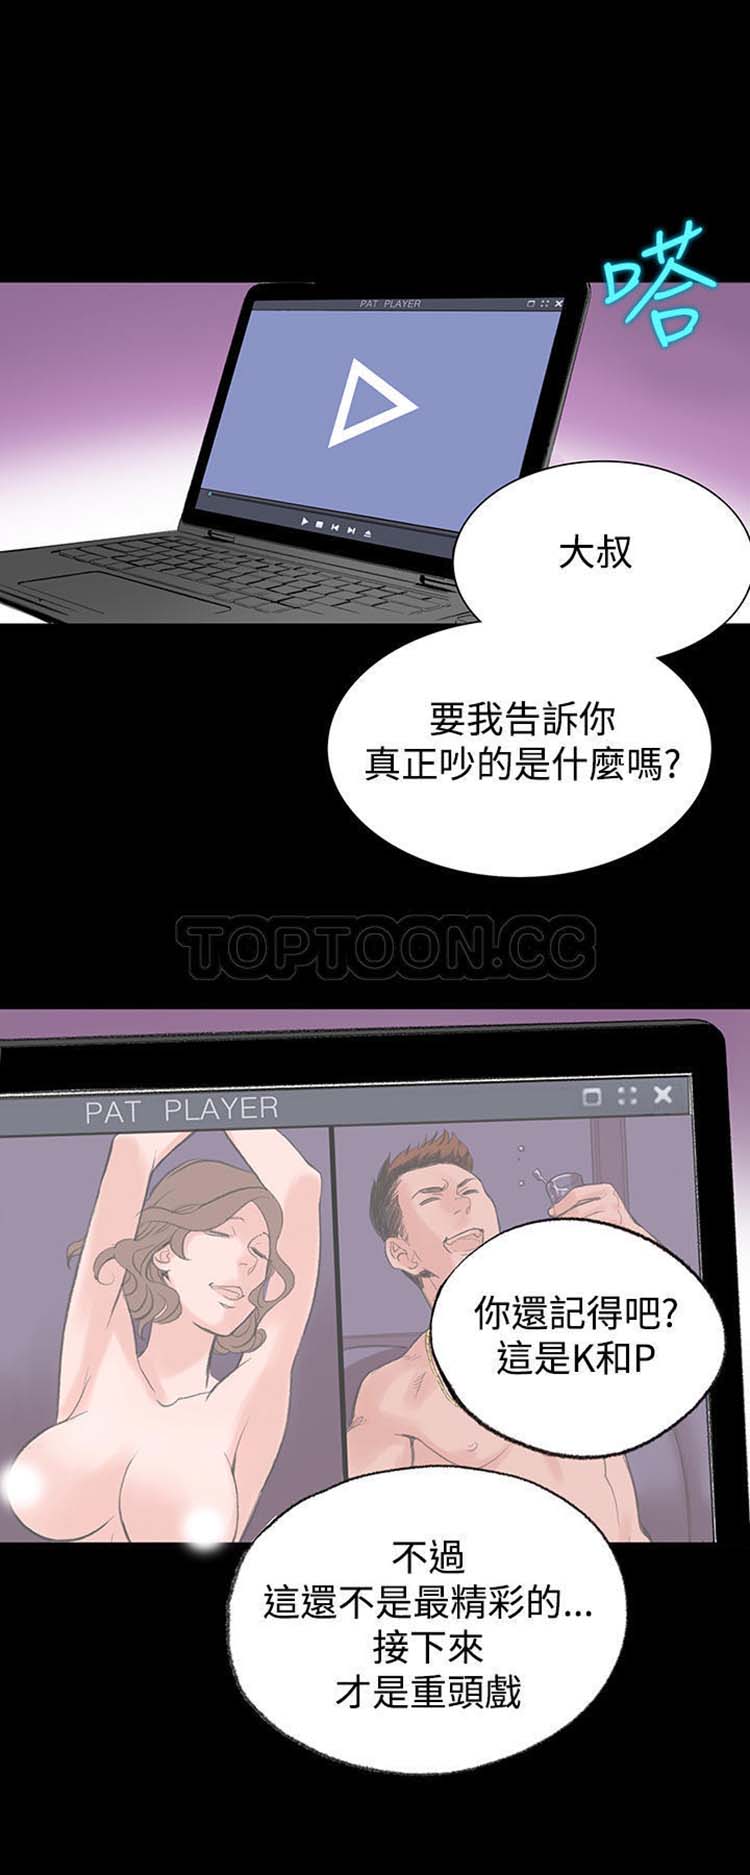 嗒
PAT PLAYER
大叔
要我告訴你
真正吵的是什麼嗎?
TOPTOON.CC
PAT PLAYER
你還記得吧?
這是K和P
不過
這還不是最精彩的...
接下來
才是重頭戲